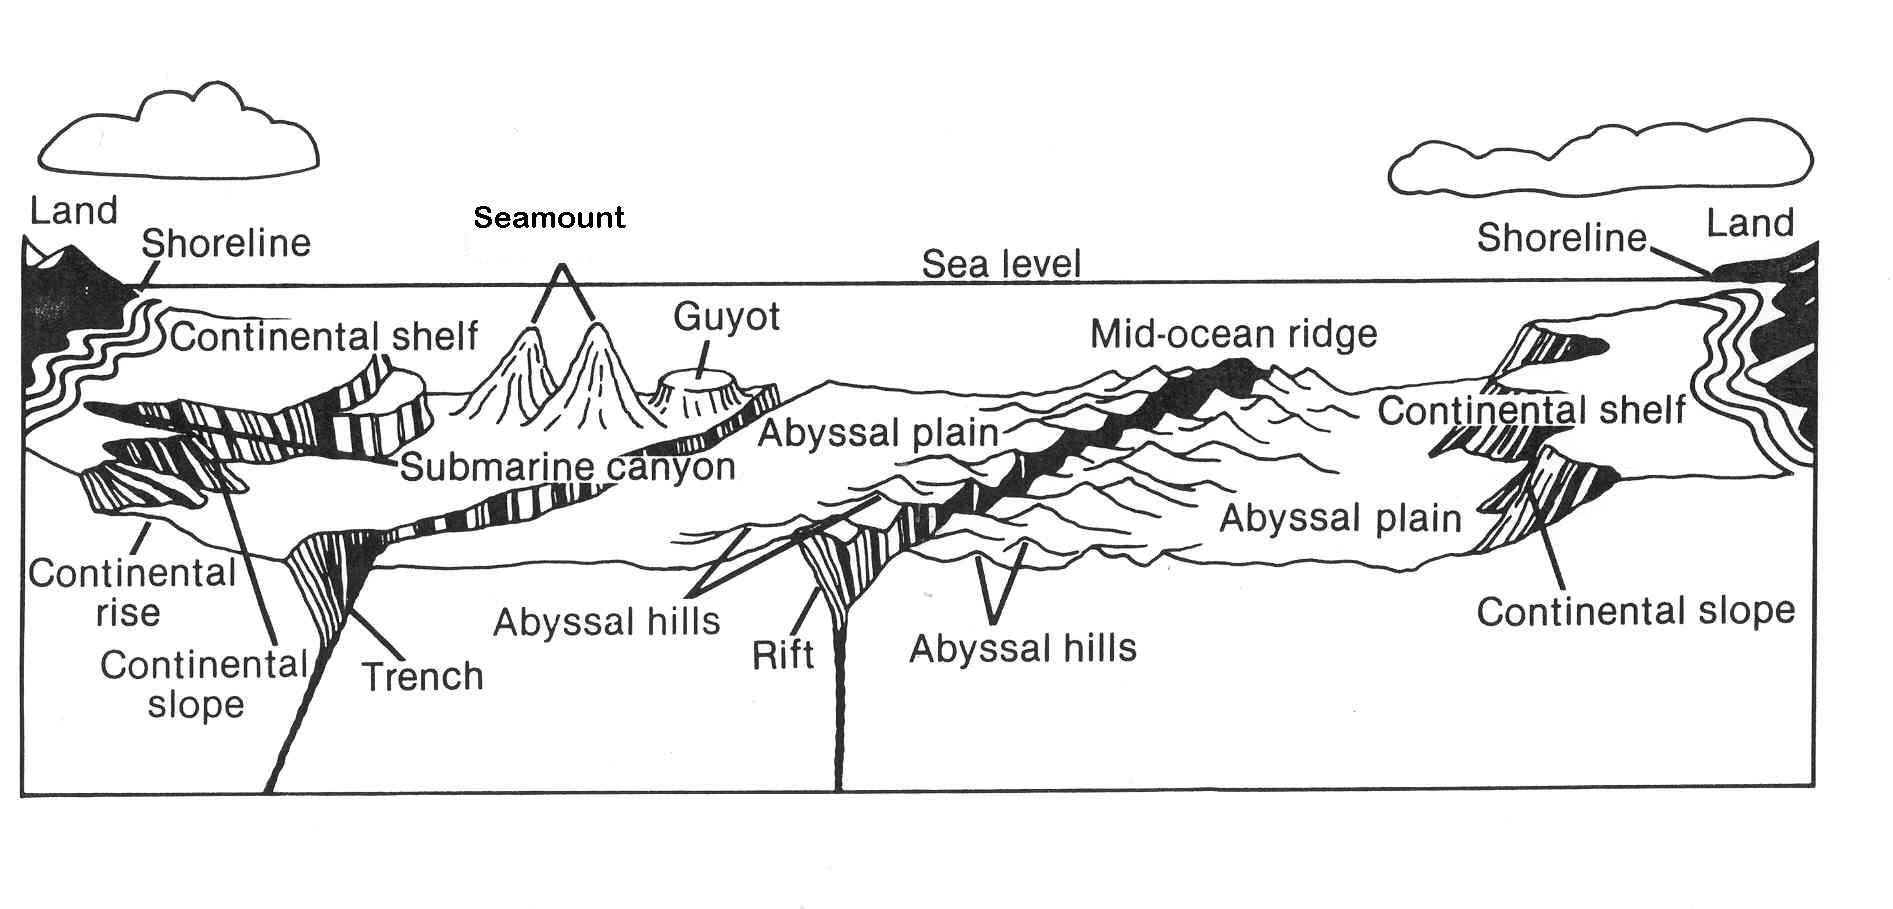 Land
Seamount
Shoreline
Sea level
Shoreline
Land
Guyot
Continental shelf
Mid-ocean ridge
Abyssal plain
Continental shelf
Submarine canyon
Abyssal plain
Continental
rise
Abyssal hills
Rift
Abyssal hills
Continental slope
Continental
slope
Trench